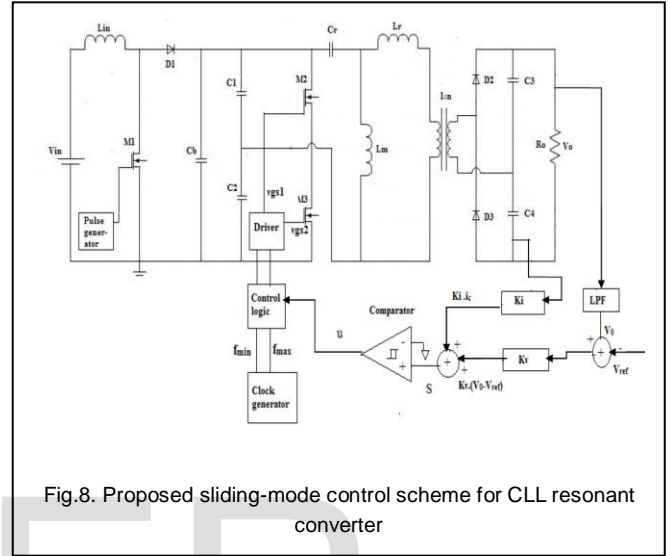 Lin
Cr
Lr
D1
C1
M2
1:n
D2
C3
M1
Vin
Cb
Lm
Ro
Vo
C2
vgs1
M3
vgs2
D3
C4
Pulse
gener-
ator
Driver
Control
logic
Comparator
Ki .ic
Ki
LPF
u
V0
fmin
fmax
- 
+
+
+
Kv
+
+
-
S
Kv.(V0-Vref)
Vref
Clock
generator
Fig.8. Proposed sliding-mode control scheme for CLL resonant
converter